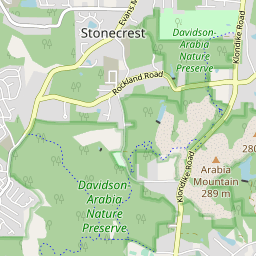 Stonecrest
Evans M
Rockland Road
Davidson-
Arabia
Nature
Preserve
Klondike Road
Klondike Road
280
Arabia
Mountain
289 m
Davidson-
Arabia
Nature
Preserve